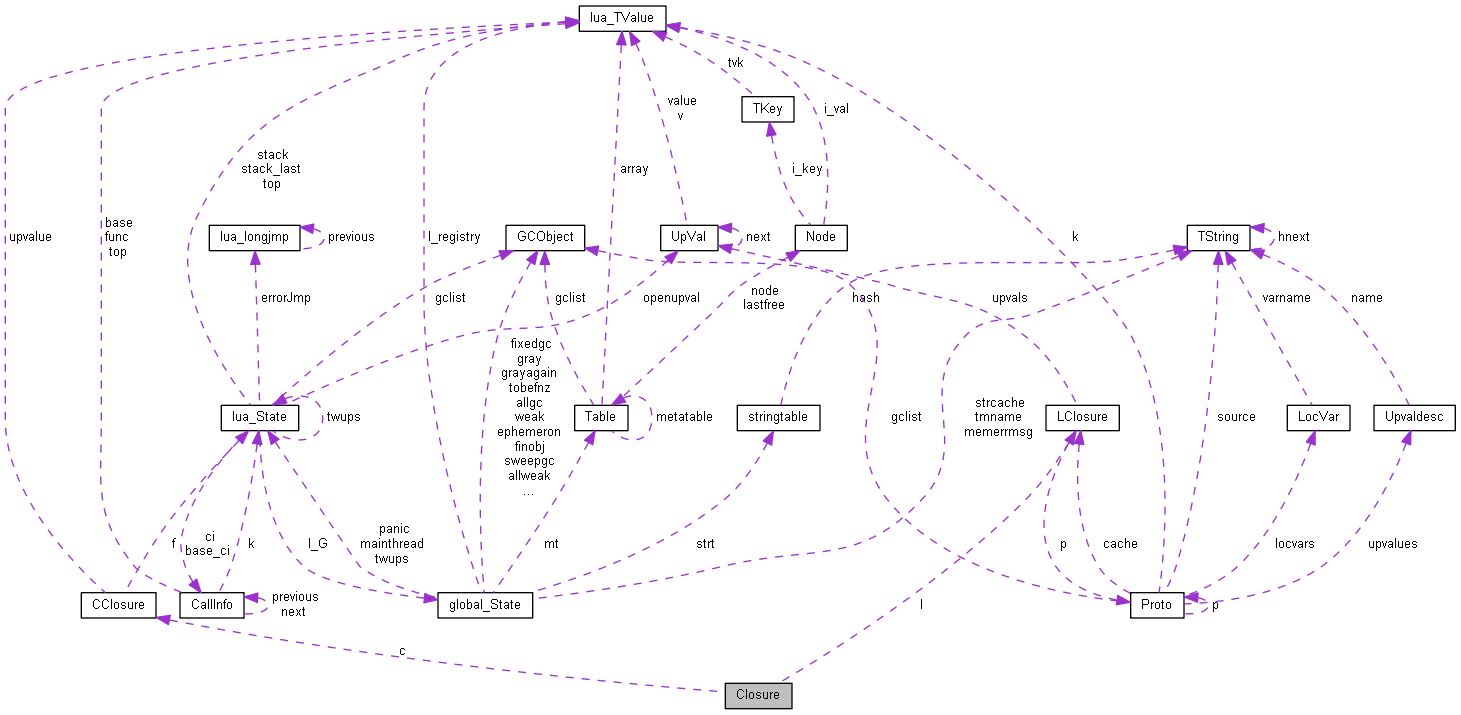 lua_TValue
tvk
TKey
value
v
i_val
stack
stack_last
top
array
i_key
upvalue
base
func
top
lua_longjmp
previous
l_registry
GCObject
UpVal
next
Node
k
TString
hnext
errorJmp
gclist
gclist
openupval
node
lastfree
hash
upvals
varname
name
fixedgc
gray
grayagain
tobefnz
allgc
weak
ephemeron
finobj
sweepgc
allweak
...
lua_State
twups
Table
metatable
stringtable
gclist
strcache
tmname
memerrmsg
LClosure
source
LocVar
Upvaldesc
f
ci
base_ci
k
l_G
panic
mainthread
twups
mt
strt
p
cache
locvars
upvalues
CClosure
CallInfo
previous
next
global_State
l
Proto
p
c
Closure